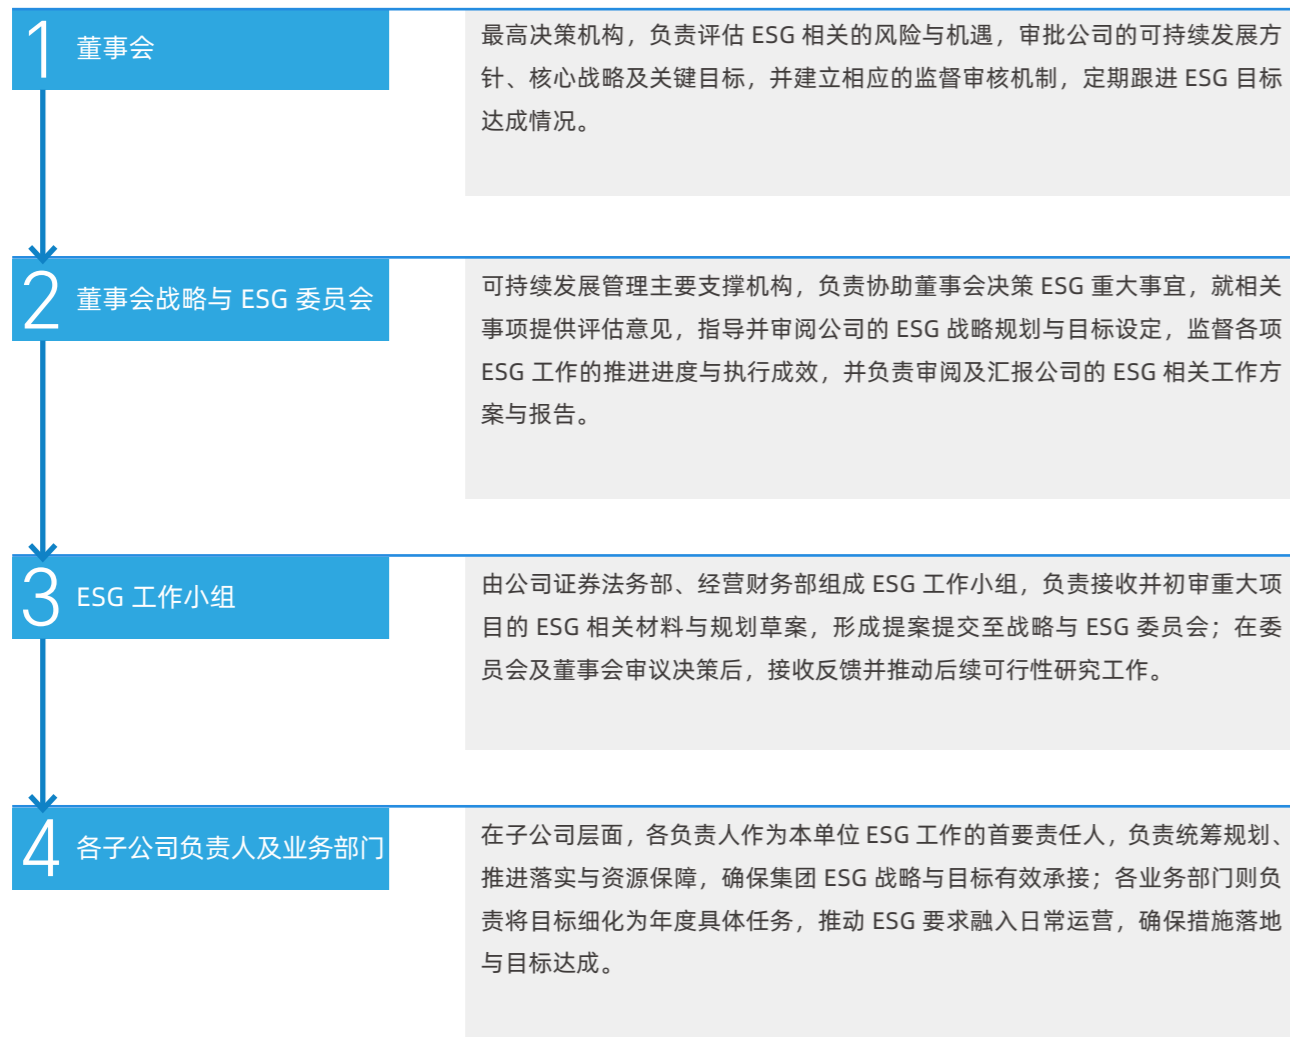 1 董事会
最高决策机构，负责评估 ESG 相关的风险与机遇，审批公司的可持续发展方
针、核心战略及关键目标，并建立相应的监督审核机制，定期跟进 ESG 目标
达成情况。
2 董事会战略与 ESG 委员会
可持续发展管理主要支撑机构，负责协助董事会决策 ESG 重大事宜，就相关
事项提供评估意见，指导并审阅公司的 ESG 战略规划与目标设定，监督各项
ESG 工作的推进进度与执行成效，并负责审阅及汇报公司的 ESG 相关工作方
案与报告。
3 ESG 工作小组
由公司证券法务部、经营财务部组成 ESG 工作小组，负责接收并初审重大项
目的 ESG 相关材料与规划草案，形成提案提交至战略与 ESG 委员会；在委
员会及董事会审议决策后，接收反馈并推动后续可行性研究工作。
4 各子公司负责人及业务部门
在子公司层面，各负责人作为本单位 ESG 工作的首要责任人，负责统筹规划、
推进落实与资源保障，确保集团 ESG 战略与目标有效承接；各业务部门则负
责将目标细化为年度具体任务，推动 ESG 要求融入日常运营，确保措施落地
与目标达成。